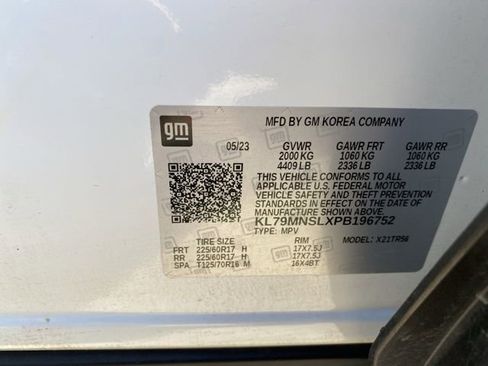 gm
MFD BY GM KOREA COMPANY
05/23 GVWR GAWR FRT GAWR RR
2000 KG 1060 KG 1060 KG
4409 LB 2336 LB 2336 LB
THIS VEHICLE CONFORMS TO ALL
APPLICABLE U.S. FEDERAL MOTOR
VEHICLE SAFETY AND THEFT PREVENTION
STANDARDS IN EFFECT ON THE DATE OF
MANUFACTURE SHOWN ABOVE.
KL79MNSLXPB196752
TYPE: MPV MODEL: X21TR56
TIRE SIZE RIM
FRT 225/60R17 H 17X7.5J
RR 225/60R17 H 17X7.5J
SPA T125/70R16 M 16X4BT